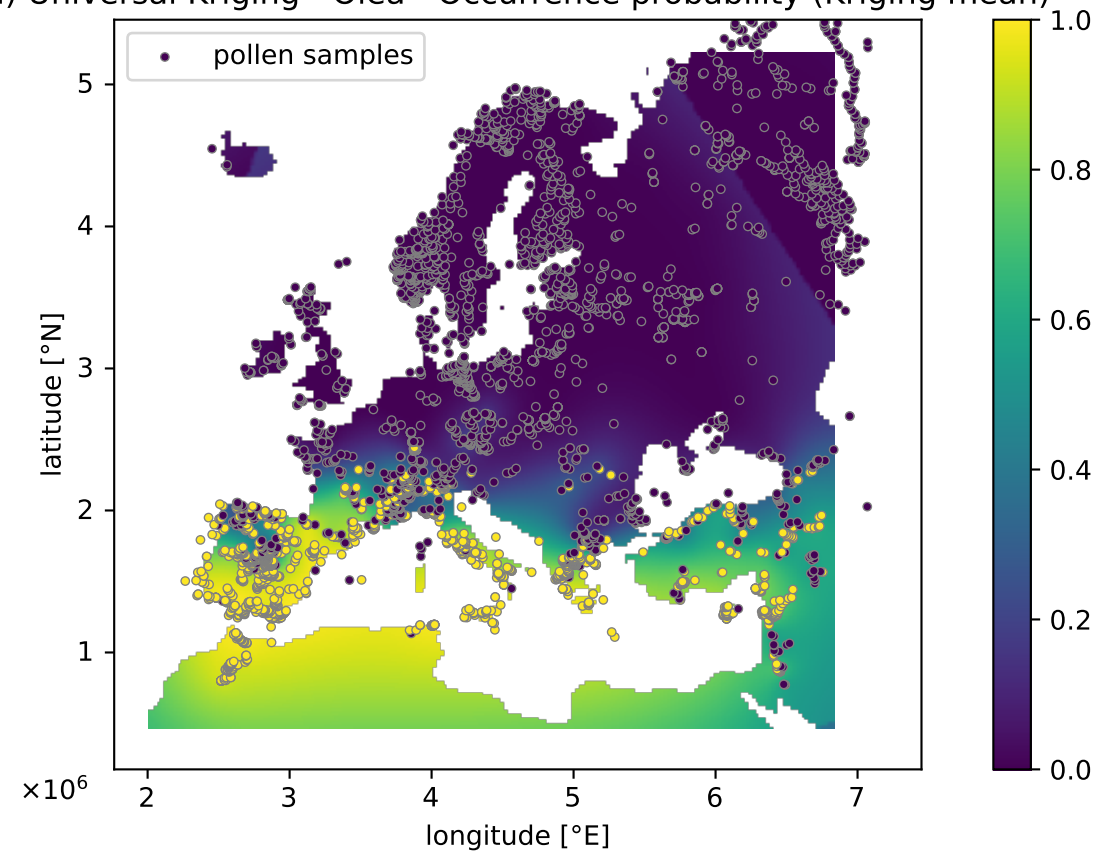 ) Universal Kriging - Olea - Occurrence probability (Kriging mean)
pollen samples
1.0
0.8
0.6
0.4
0.2
0.0
5
4
3
2
1
latitude [°N]
×10⁶
2 3 4 5 6 7
longitude [°E]